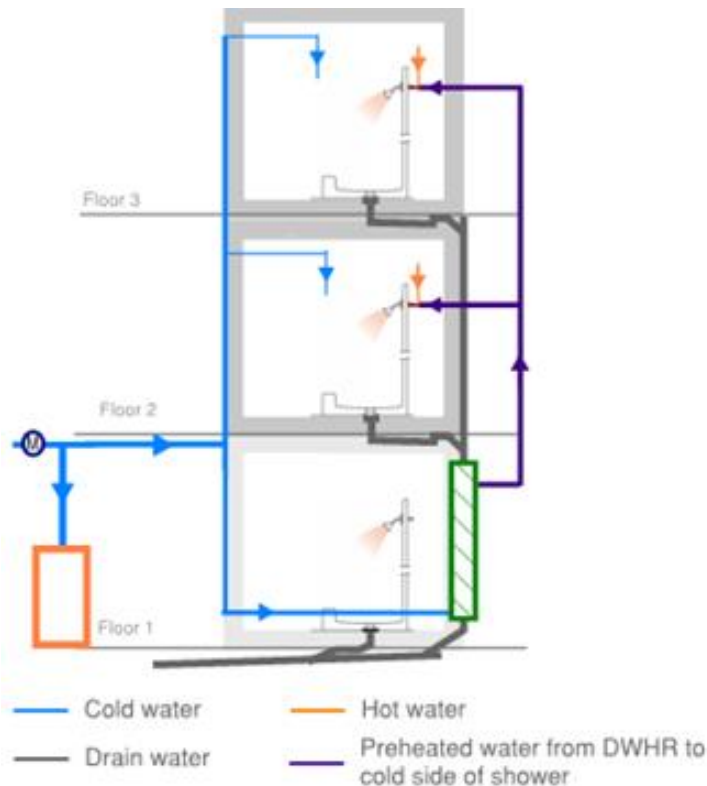 Floor 3
Floor 2
M
Floor 1
Cold water
Hot water
Drain water
Preheated water from DWHR to
cold side of shower